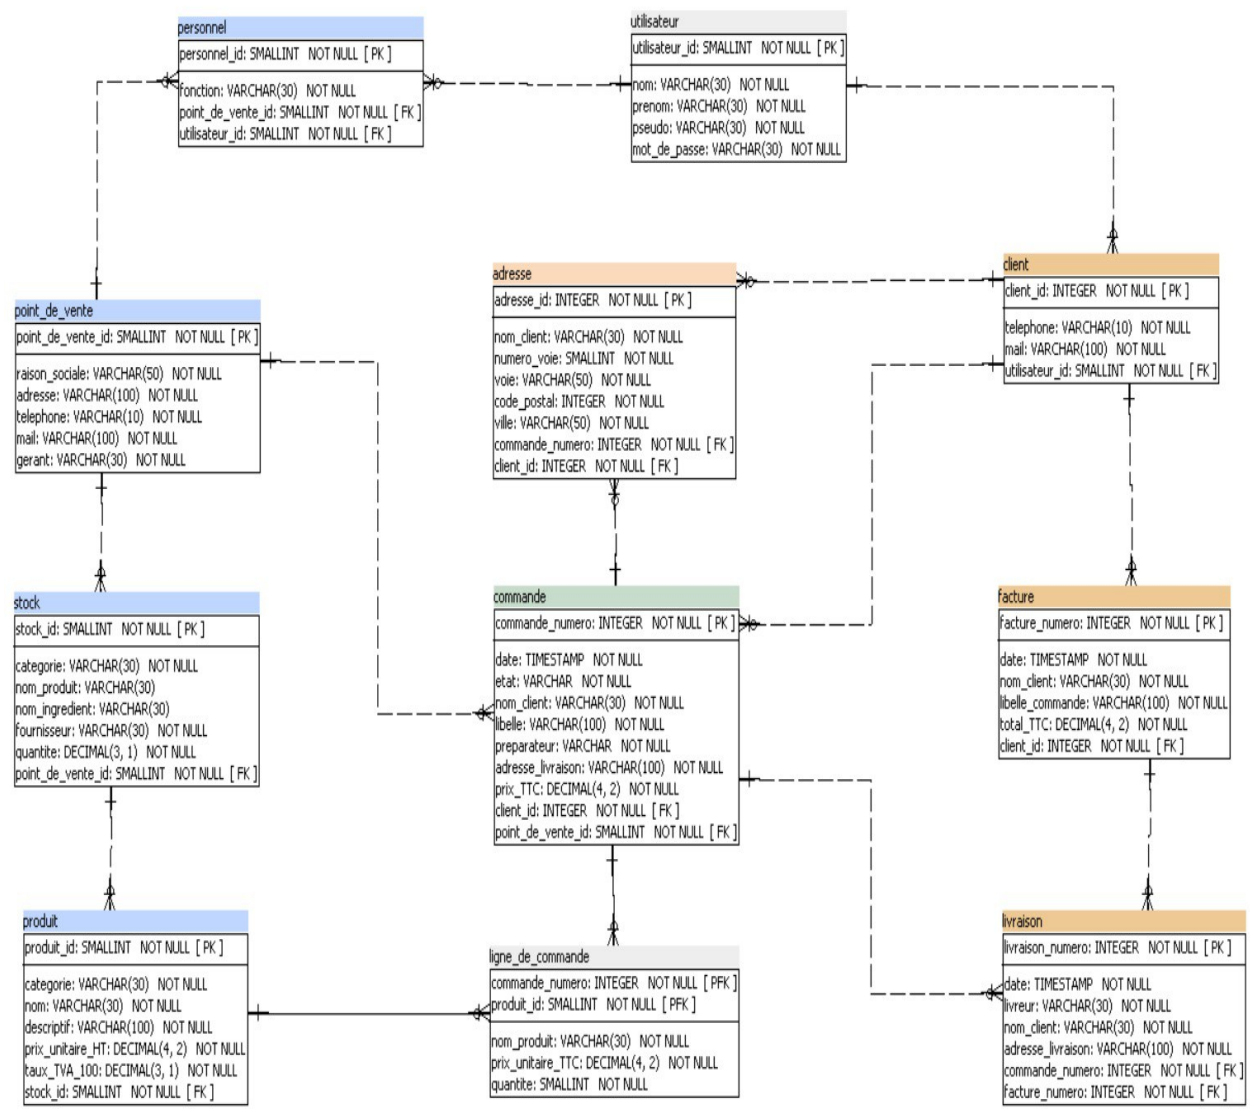 personnel
personnel_id: SMALLINT NOT NULL [ PK ]
fonction: VARCHAR(30) NOT NULL
point_de_vente_id: SMALLINT NOT NULL [ FK ]
utilisateur_id: SMALLINT NOT NULL [ FK ]
utilisateur
utilisateur_id: SMALLINT NOT NULL [ PK ]
nom: VARCHAR(30) NOT NULL
prenom: VARCHAR(30) NOT NULL
pseudo: VARCHAR(30) NOT NULL
mot_de_passe: VARCHAR(30) NOT NULL
adresse
adresse_id: INTEGER NOT NULL [ PK ]
nom_client: VARCHAR(30) NOT NULL
numero_voie: SMALLINT NOT NULL
voie: VARCHAR(50) NOT NULL
code_postal: INTEGER NOT NULL
ville: VARCHAR(50) NOT NULL
commande_numero: INTEGER NOT NULL [ FK ]
client_id: INTEGER NOT NULL [ FK ]
client
client_id: INTEGER NOT NULL [ PK ]
telephone: VARCHAR(10) NOT NULL
mail: VARCHAR(100) NOT NULL
utilisateur_id: SMALLINT NOT NULL [ FK ]
point_de_vente
point_de_vente_id: SMALLINT NOT NULL [ PK ]
raison_sociale: VARCHAR(50) NOT NULL
adresse: VARCHAR(100) NOT NULL
telephone: VARCHAR(10) NOT NULL
mail: VARCHAR(100) NOT NULL
gerant: VARCHAR(30) NOT NULL
stock
stock_id: SMALLINT NOT NULL [ PK ]
categorie: VARCHAR(30) NOT NULL
nom_produit: VARCHAR(30)
nom_ingredient: VARCHAR(30)
fournisseur: VARCHAR(30) NOT NULL
quantite: DECIMAL(3, 1) NOT NULL
point_de_vente_id: SMALLINT NOT NULL [ FK ]
commande
commande_numero: INTEGER NOT NULL [ PK ]
date: TIMESTAMP NOT NULL
etat: VARCHAR NOT NULL
nom_client: VARCHAR(30) NOT NULL
libelle: VARCHAR(100) NOT NULL
preparateur: VARCHAR NOT NULL
adresse_livraison: VARCHAR(100) NOT NULL
prix_TTC: DECIMAL(4, 2) NOT NULL
client_id: INTEGER NOT NULL [ FK ]
point_de_vente_id: SMALLINT NOT NULL [ FK ]
facture
facture_numero: INTEGER NOT NULL [ PK ]
date: TIMESTAMP NOT NULL
nom_client: VARCHAR(30) NOT NULL
libelle_commande: VARCHAR(100) NOT NULL
total_TTC: DECIMAL(4, 2) NOT NULL
client_id: INTEGER NOT NULL [ FK ]
produit
produit_id: SMALLINT NOT NULL [ PK ]
categorie: VARCHAR(30) NOT NULL
nom: VARCHAR(30) NOT NULL
descriptif: VARCHAR(100) NOT NULL
prix_unitaire_HT: DECIMAL(4, 2) NOT NULL
taux_TVA_100: DECIMAL(3, 1) NOT NULL
stock_id: SMALLINT NOT NULL [ FK ]
ligne_de_commande
commande_numero: INTEGER NOT NULL [ PFK ]
produit_id: SMALLINT NOT NULL [ PFK ]
nom_produit: VARCHAR(30) NOT NULL
prix_unitaire_TTC: DECIMAL(4, 2) NOT NULL
quantite: SMALLINT NOT NULL
livraison
livraison_numero: INTEGER NOT NULL [ PK ]
date: TIMESTAMP NOT NULL
livreur: VARCHAR(30) NOT NULL
nom_client: VARCHAR(30) NOT NULL
adresse_livraison: VARCHAR(100) NOT NULL
commande_numero: INTEGER NOT NULL [ FK ]
facture_numero: INTEGER NOT NULL [ FK ]